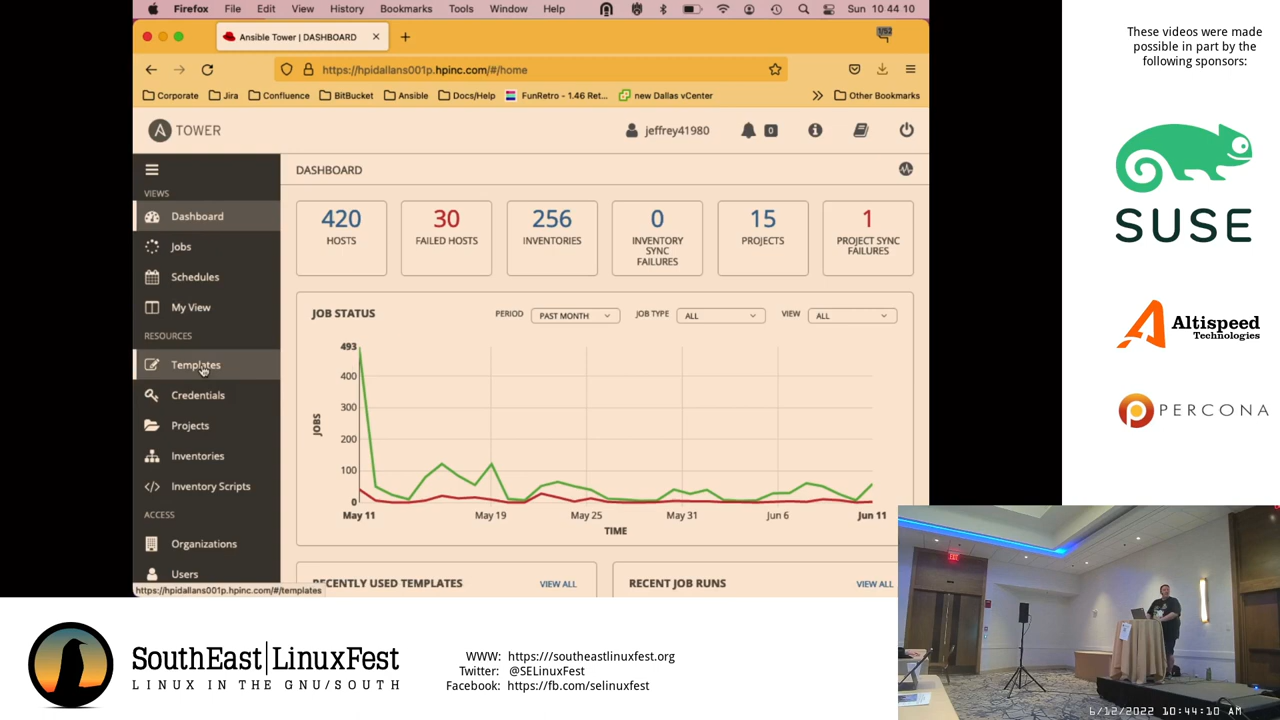 Firefox File Edit View History Bookmarks Tools Window Help Sun 10 44 10
Ansible Tower | DASHBOARD
https://hpidallans001p.hpinc.com/#/home
Corporate Jira Confluence BitBucket Ansible Docs/Help FunRetro - 1.46 Ret... new Dallas vCenter Other Bookmarks
A TOWER jeffrey41980 0
VIEWS
Dashboard
Jobs
Schedules
My View
RESOURCES
Templates
Credentials
Projects
Inventories
Inventory Scripts
ACCESS
Organizations
Users
https://hpidallans001p.hpinc.com/#/templates
DASHBOARD
420 HOSTS
30 FAILED HOSTS
256 INVENTORIES
0 INVENTORY SYNC FAILURES
15 PROJECTS
1 PROJECT SYNC FAILURES
JOB STATUS
PERIOD PAST MONTH JOB TYPE ALL VIEW ALL
493
400
300
200
100
0
JOBS
May 11 May 19 May 25 May 31 Jun 6 Jun 11
TIME
RECENTLY USED TEMPLATES VIEW ALL
RECENT JOB RUNS VIEW ALL
These videos were made
possible in part by the
following sponsors:
SUSE
Altispeed
Technologies
PERCONA
SouthEast LinuxFest
LINUX IN THE GNU/SOUTH
WWW: https:///southeastlinuxfest.org
Twitter: @SELinuxFest
Facebook: https://fb.com/selinuxfest
6/12/2022 10:44:10 AM